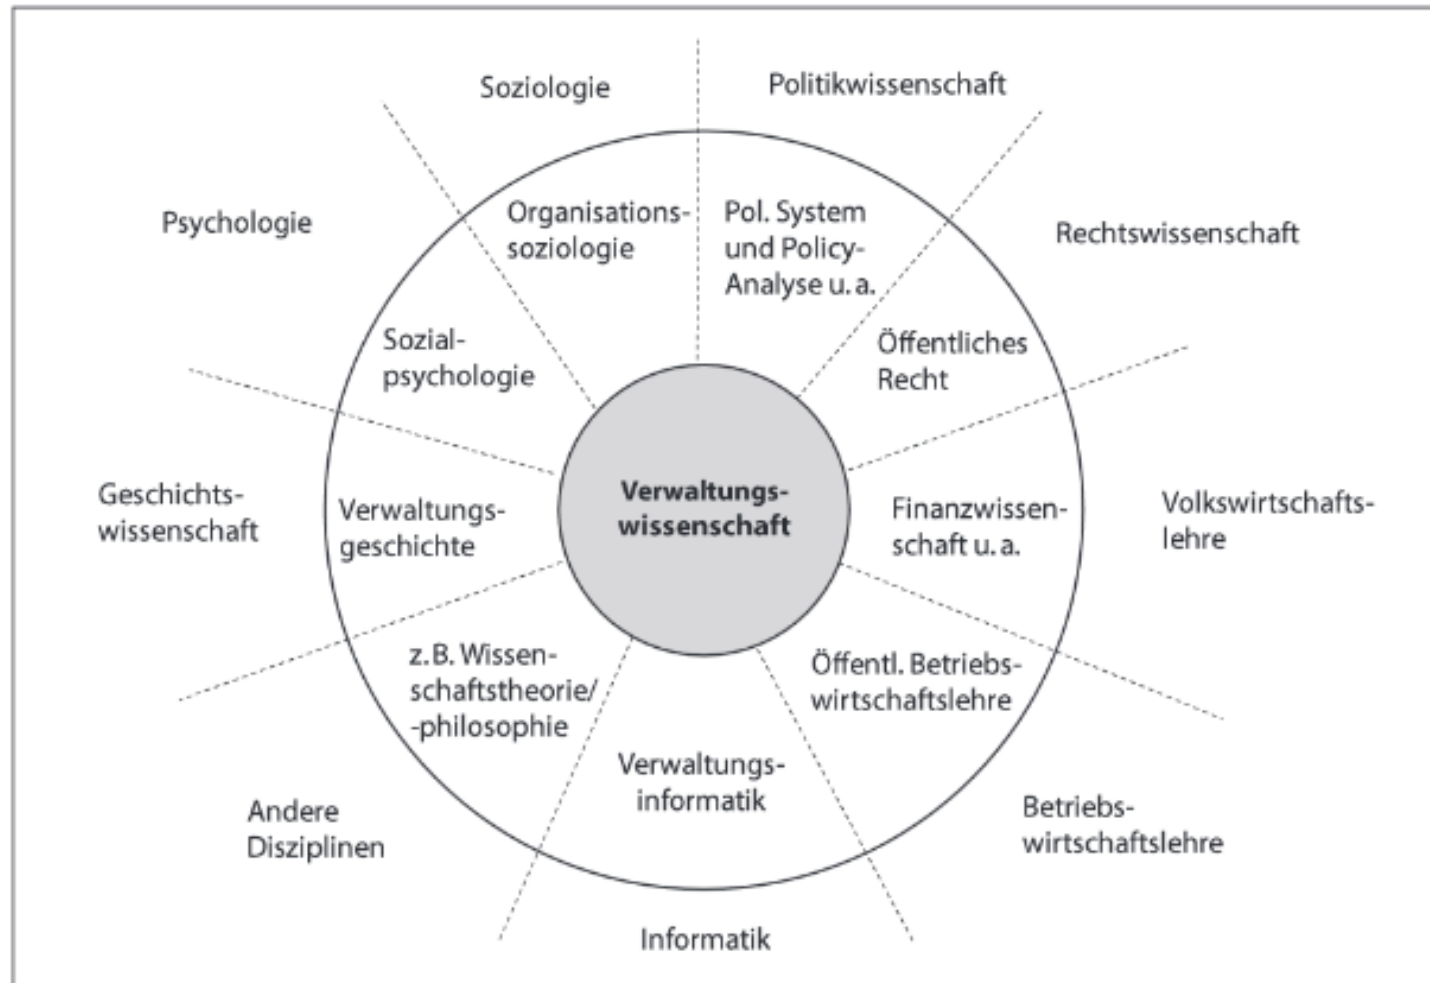 Soziologie
Politikwissenschaft
Psychologie
Organisations-
soziologie
Pol. System
und Policy-
Analyse u. a.
Rechtswissenschaft
Sozial-
psychologie
Öffentliches
Recht
Geschichts-
wissenschaft
Verwaltungs-
geschichte
Verwaltungs-
wissenschaft
Finanzwissen-
schaft u. a.
Volkswirtschafts-
lehre
z. B. Wissen-
schaftstheorie/
-philosophie
Öffentl. Betriebs-
wirtschaftslehre
Verwaltungs-
informatik
Andere
Disziplinen
Betriebs-
wirtschaftslehre
Informatik